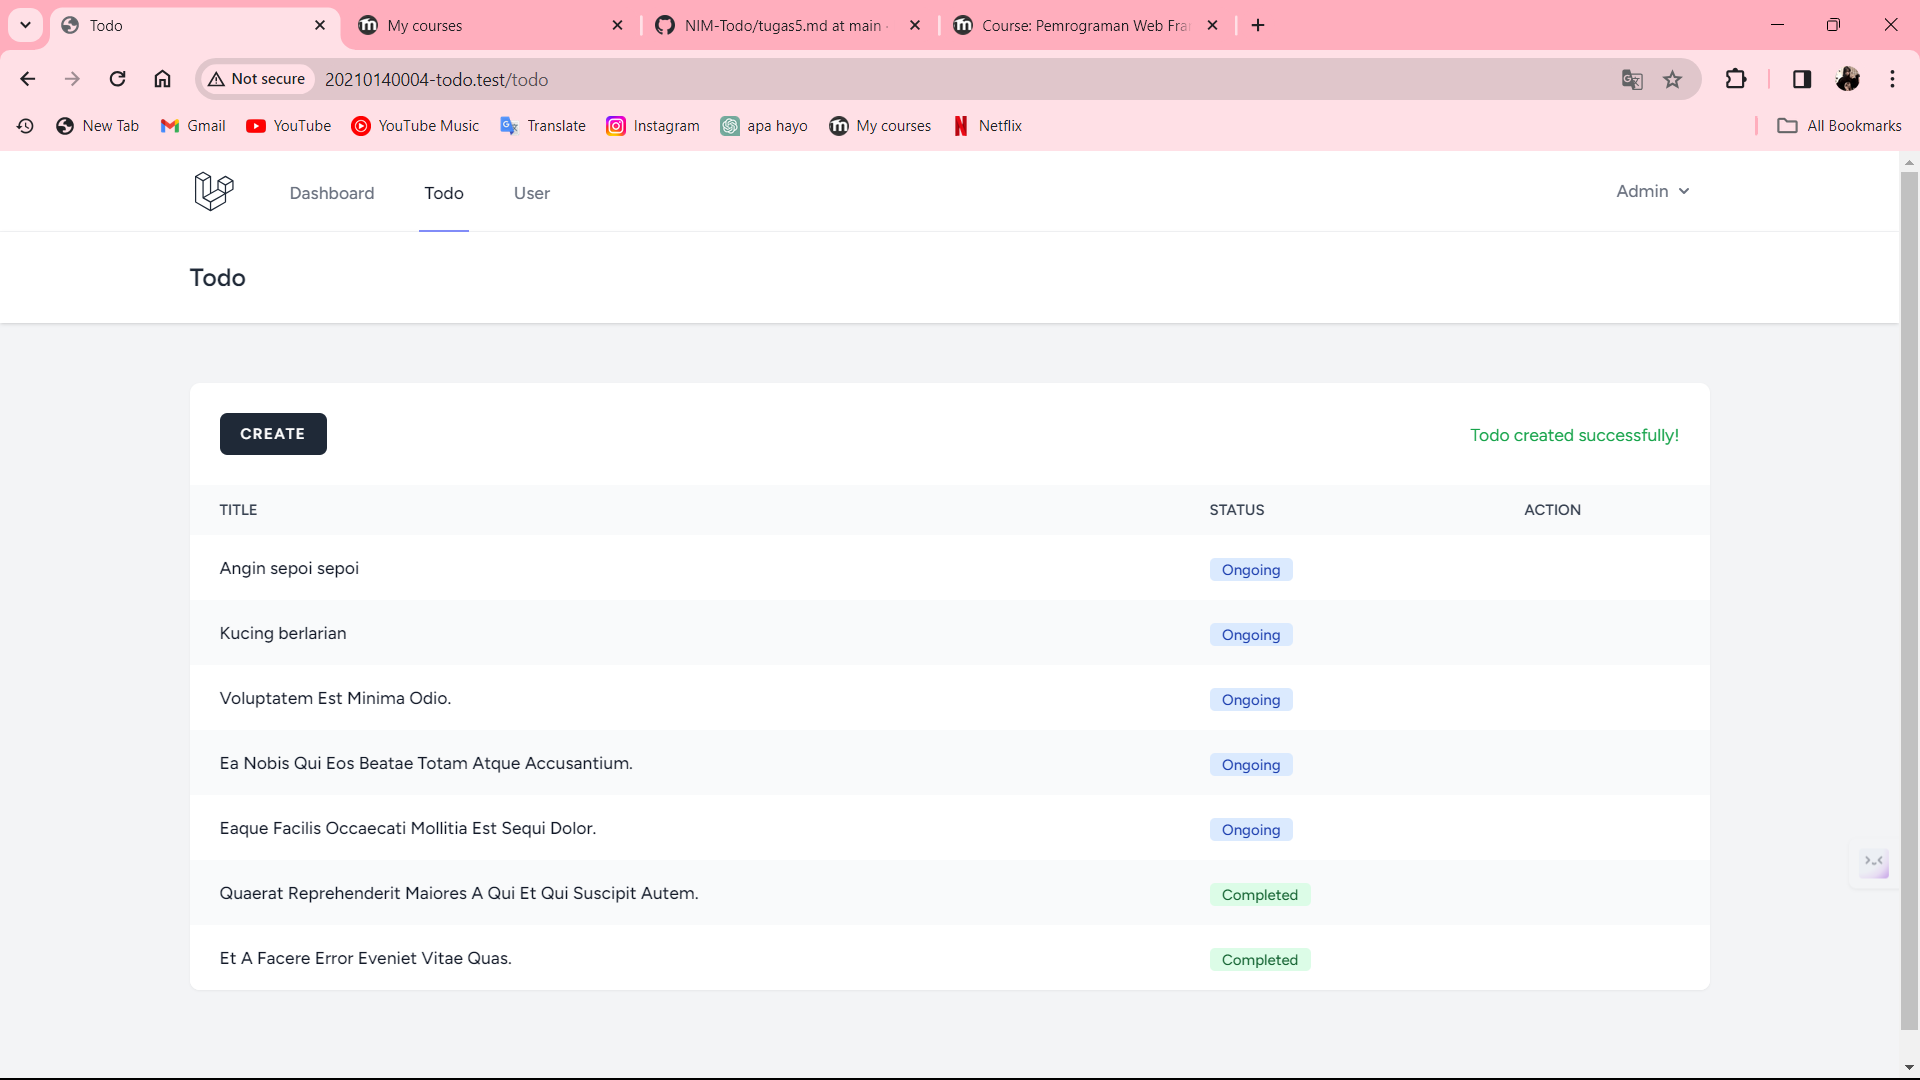 Todo
My courses
NIM-Todo/tugas5.md at main
Course: Pemrograman Web Fra
Not secure
20210140004-todo.test/todo
New Tab
Gmail
YouTube
YouTube Music
Translate
Instagram
apa hayo
My courses
Netflix
All Bookmarks
Dashboard
Todo
User
Admin
Todo
CREATE
Todo created successfully!
TITLE STATUS ACTION
Angin sepoi sepoi Ongoing
Kucing berlarian Ongoing
Voluptatem Est Minima Odio. Ongoing
Ea Nobis Qui Eos Beatae Totam Atque Accusantium. Ongoing
Eaque Facilis Occaecati Mollitia Est Sequi Dolor. Ongoing
Quaerat Reprehenderit Maiores A Qui Et Qui Suscipit Autem. Completed
Et A Facere Error Eveniet Vitae Quas. Completed